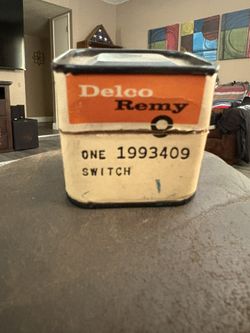 Delco
Remy
ONE 1993409
SWITCH